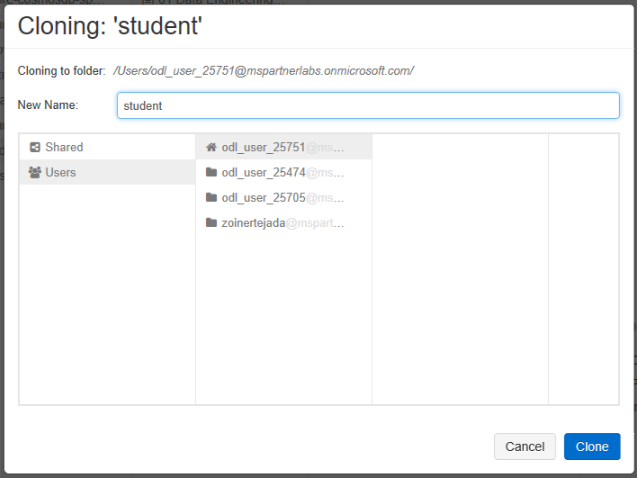 Cloning: 'student'
Cloning to folder: /Users/odl_user_25751@mspartnerlabs.onmicrosoft.com/
New Name: student
Shared
Users
odl_user_25751@ms...
odl_user_25474@ms...
odl_user_25705@ms...
zoinertejada@mspart...
Cancel
Clone